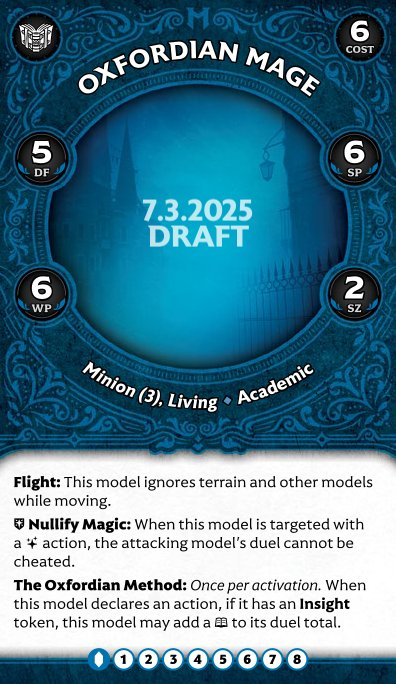 OXFORDIAN MAGE
6
COST
5
DF
6
SP
7.3.2025
DRAFT
6
WP
2
SZ
Minion (3), Living • Academic
Flight: This model ignores terrain and other models
while moving.
Nullify Magic: When this model is targeted with
a action, the attacking model’s duel cannot be
cheated.
The Oxfordian Method: Once per activation. When
this model declares an action, if it has an Insight
token, this model may add a to its duel total.
1 2 3 4 5 6 7 8